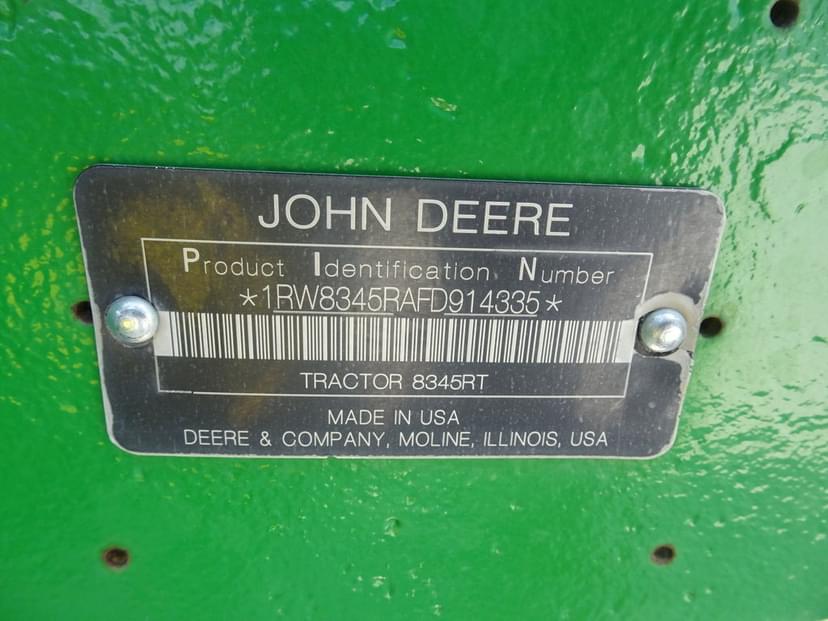 JOHN DEERE
Product Identification Number
*1RW8345RAFD914335*
TRACTOR 8345RT
MADE IN USA
DEERE & COMPANY, MOLINE, ILLINOIS, USA